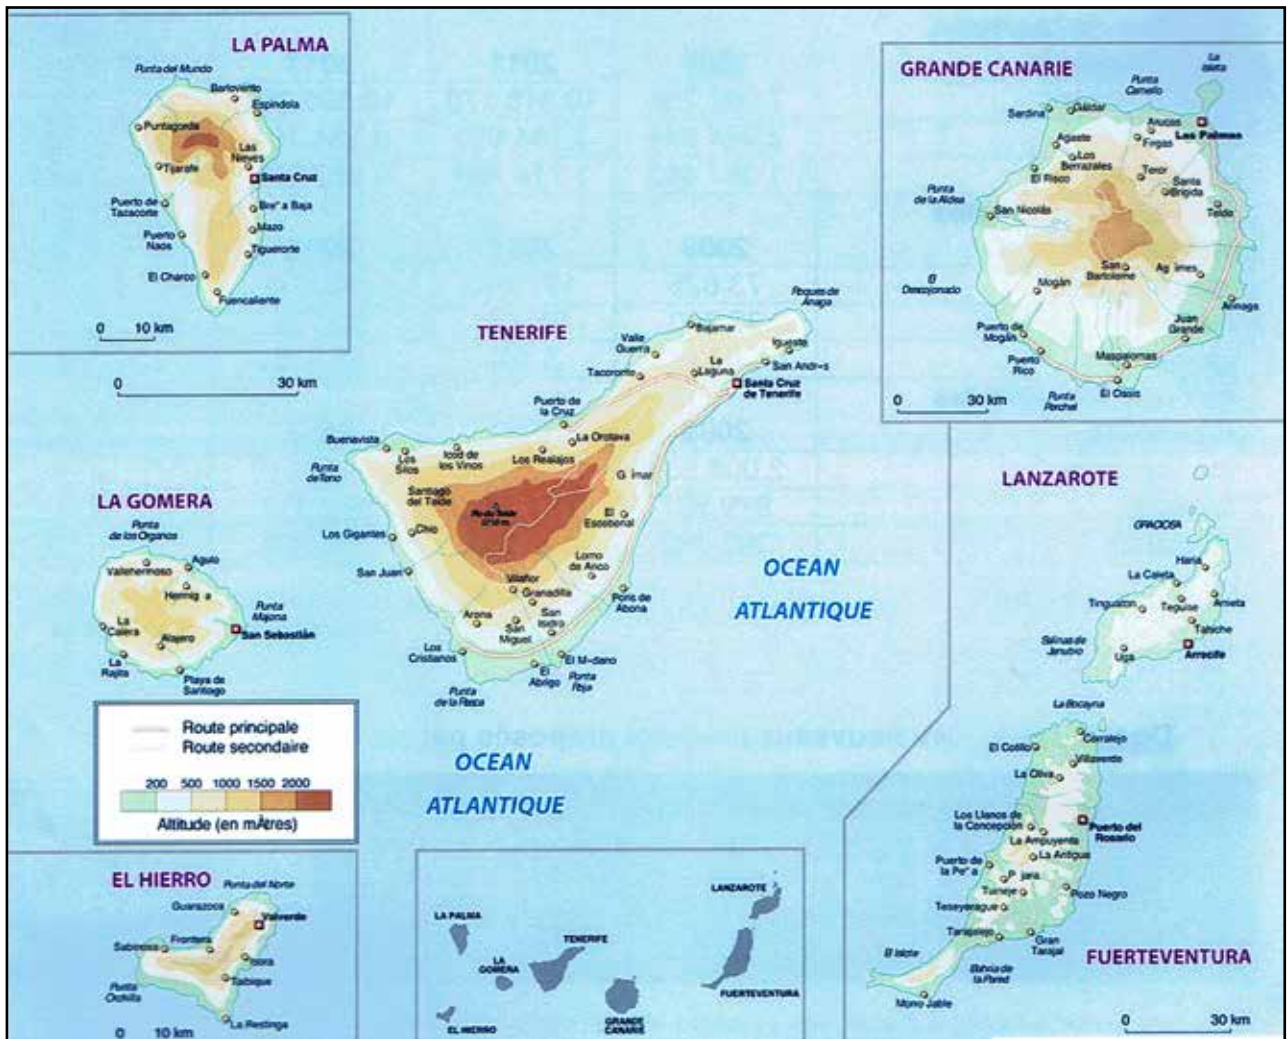 LA PALMA
Punta del Mundo
Barlovento
Espindola
Puntagorda
Las
Nieves
Tijarafe
Santa Cruz
Puerto de
Tazacorte
Bre" a Baja
Puerto
Naos
Mazo
Tiguerorte
El Charco
Fuencaliente
0 10 km
0 30 km
GRANDE CANARIE
La
Isleta
Punta
Camello
Sardina
Gáldar
Arucas
Las Palmas
Firgas
Agaete
Los
Berrazales
El Risco
Teror
Santa
Brigida
Punta
de la Aldea
San Nicolás
Telde
San
Bartolome
Ag imes
Mogán
El
Descojonado
Arinaga
Juan
Grande
Puerto de
Mogán
Puerto
Rico
Maspalomas
El Oasis
Punta
Perchel
0 30 km
TENERIFE
Roques de
Anaga
Bajamar
Valle
Guerra
Igueste
La
Laguna
San Andr-s
Tacoronte
Santa Cruz
de Tenerife
Puerto de
la Cruz
La Orotava
Buenavista
Los
Silos
Icod de
los Vinos
Los Realejos
Punta
de Teno
Santiago
del Teide
G. imar
Pic du Teide
El
Escobonal
Los Gigantes
Chio
Lomo
de Arico
San Juan
Vilaflor
Granadilla
Poris de
Abona
Arona
San
Miguel
San
Isidro
Los
Cristianos
El M-dano
El
Abrigo
Punta
Roja
Punta
de la Rasca
LA GOMERA
Punta
de los Organos
Vallehermoso
Agulo
Hermig a
Punta
Majona
La
Calera
Alajero
San Sebastián
La
Rajita
Playa de
Santiago
OCEAN
ATLANTIQUE
OCEAN
ATLANTIQUE
Route principale
Route secondaire
200 500 1000 1500 2000
Altitude (en mÀtres)
LANZAROTE
GRACIOSA
Haria
La Caleta
Tinguaton
Teguise
Arrieta
Tahiche
Salinas de
Janubio
Uga
Arrecife
La Bocayna
Corralejo
El Cotillo
Villaverde
La Oliva
Los Llanos de
la Concepción
Puerto del
Rosario
La Ampuyenta
La Antigua
Puerto de
la Pe" a
P jara
Tuineje
Pozo Negro
Teseyerague
Tarajalejo
Gran
Tarajal
El Islote
Bahia de
la Pared
Morro Jable
FUERTEVENTURA
0 30 km
EL HIERRO
Punta del Norte
Guarazoca
Valverde
Frontera
Sabinosa
Isora
Taibique
Punta
Orchilla
La Restinga
0 10 km
LANZAROTE
LA PALMA
TENERIFE
LA
GOMERA
FUERTEVENTURA
EL HIERRO
GRANDE
CANARIE